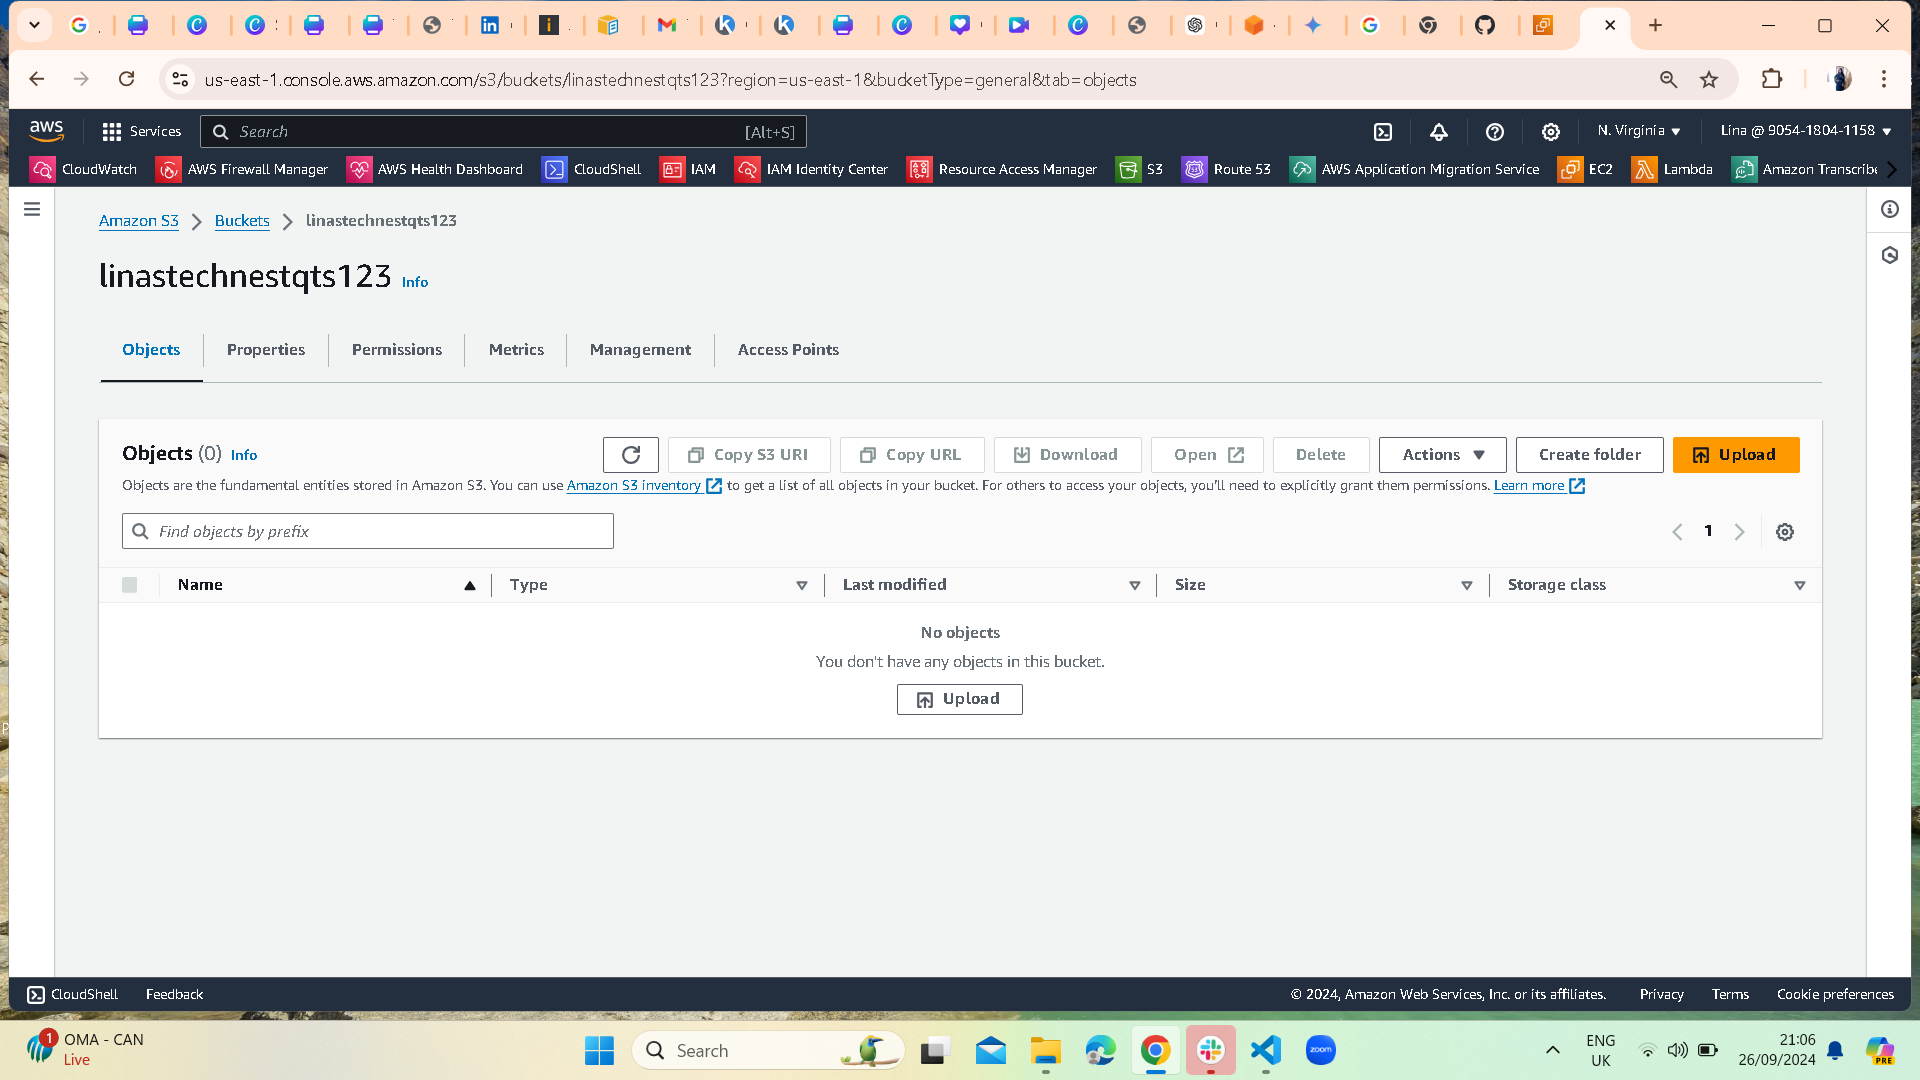 us-east-1.console.aws.amazon.com/s3/buckets/linastechnestqts123?region=us-east-1&bucketType=general&tab=objects
aws
Services
Search
[Alt+S]
N. Virginia
Lina @ 9054-1804-1158
CloudWatch
AWS Firewall Manager
AWS Health Dashboard
CloudShell
IAM
IAM Identity Center
Resource Access Manager
S3
Route 53
AWS Application Migration Service
EC2
Lambda
Amazon Transcribe
Amazon S3
Buckets
linastechnestqts123
linastechnestqts123 Info
Objects
Properties
Permissions
Metrics
Management
Access Points
Objects (0) Info
Copy S3 URI
Copy URL
Download
Open
Delete
Actions
Create folder
Upload
Objects are the fundamental entities stored in Amazon S3. You can use Amazon S3 inventory to get a list of all objects in your bucket. For others to access your objects, you'll need to explicitly grant them permissions. Learn more
Find objects by prefix
1
Name
Type
Last modified
Size
Storage class
No objects
You don't have any objects in this bucket.
Upload
CloudShell
Feedback
© 2024, Amazon Web Services, Inc. or its affiliates.
Privacy
Terms
Cookie preferences
1
OMA - CAN
Live
Search
zoom
ENG
UK
21:06
26/09/2024
PRE